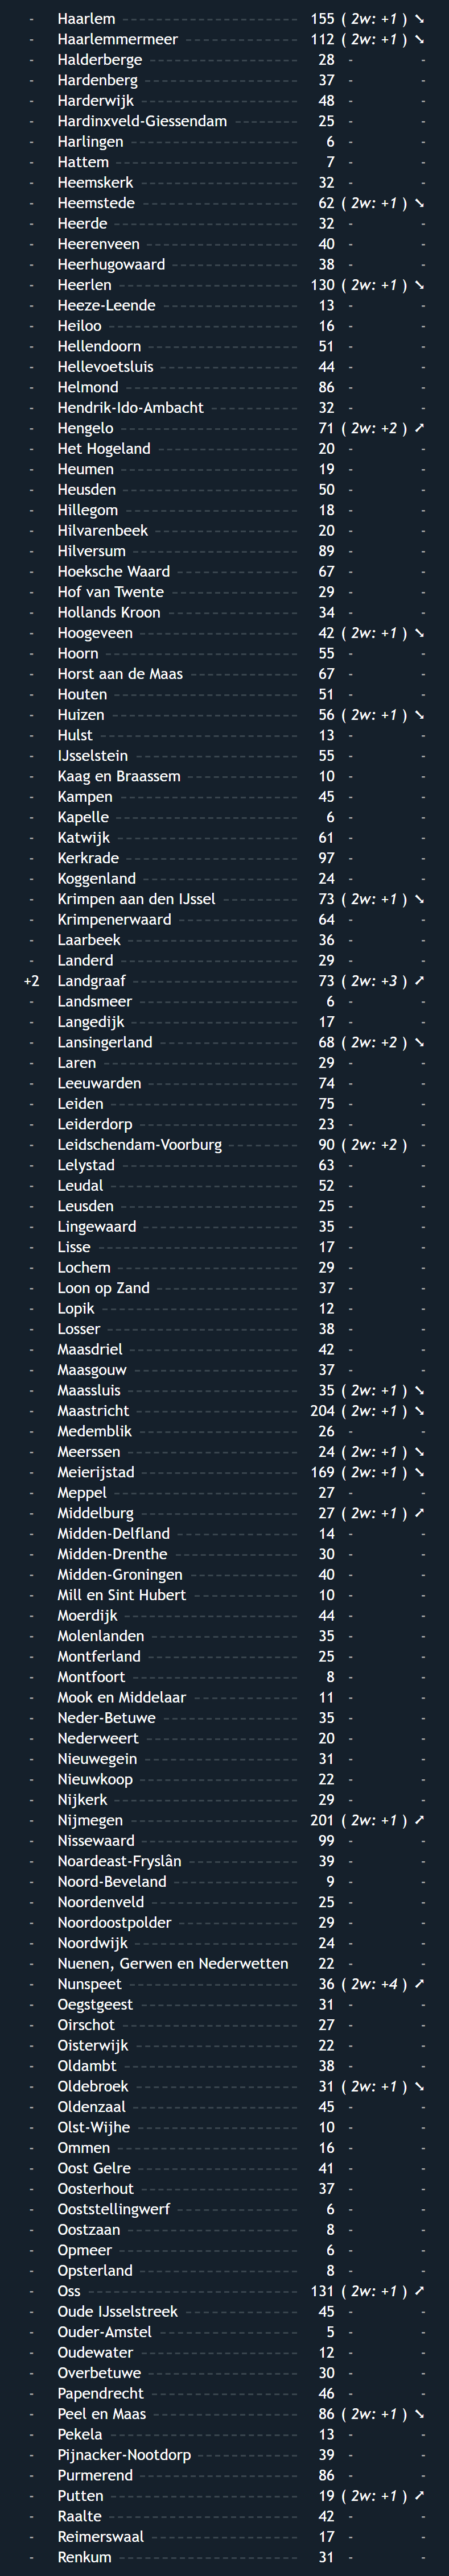 - Haarlem 155 ( 2w: +1 ) ➘
- Haarlemmermeer 112 ( 2w: +1 ) ➘
- Halderberge 28 - -
- Hardenberg 37 - -
- Harderwijk 48 - -
- Hardinxveld-Giessendam 25 - -
- Harlingen 6 - -
- Hattem 7 - -
- Heemskerk 32 - -
- Heemstede 62 ( 2w: +1 ) ➘
- Heerde 32 - -
- Heerenveen 40 - -
- Heerhugowaard 38 - -
- Heerlen 130 ( 2w: +1 ) ➘
- Heeze-Leende 13 - -
- Heiloo 16 - -
- Hellendoorn 51 - -
- Hellevoetsluis 44 - -
- Helmond 86 - -
- Hendrik-Ido-Ambacht 32 - -
- Hengelo 71 ( 2w: +2 ) ➚
- Het Hogeland 20 - -
- Heumen 19 - -
- Heusden 50 - -
- Hillegom 18 - -
- Hilvarenbeek 20 - -
- Hilversum 89 - -
- Hoeksche Waard 67 - -
- Hof van Twente 29 - -
- Hollands Kroon 34 - -
- Hoogeveen 42 ( 2w: +1 ) ➘
- Hoorn 55 - -
- Horst aan de Maas 67 - -
- Houten 51 - -
- Huizen 56 ( 2w: +1 ) ➘
- Hulst 13 - -
- IJsselstein 55 - -
- Kaag en Braassem 10 - -
- Kampen 45 - -
- Kapelle 6 - -
- Katwijk 61 - -
- Kerkrade 97 - -
- Koggenland 24 - -
- Krimpen aan den IJssel 73 ( 2w: +1 ) ➘
- Krimpenerwaard 64 - -
- Laarbeek 36 - -
- Landerd 29 - -
+2 Landgraaf 73 ( 2w: +3 ) ➚
- Landsmeer 6 - -
- Langedijk 17 - -
- Lansingerland 68 ( 2w: +2 ) ➘
- Laren 29 - -
- Leeuwarden 74 - -
- Leiden 75 - -
- Leiderdorp 23 - -
- Leidschendam-Voorburg 90 ( 2w: +2 ) -
- Lelystad 63 - -
- Leudal 52 - -
- Leusden 25 - -
- Lingewaard 35 - -
- Lisse 17 - -
- Lochem 29 - -
- Loon op Zand 37 - -
- Lopik 12 - -
- Losser 38 - -
- Maasdriel 42 - -
- Maasgouw 37 - -
- Maassluis 35 ( 2w: +1 ) ➘
- Maastricht 204 ( 2w: +1 ) ➘
- Medemblik 26 - -
- Meerssen 24 ( 2w: +1 ) ➘
- Meierijstad 169 ( 2w: +1 ) ➘
- Meppel 27 - -
- Middelburg 27 ( 2w: +1 ) ➚
- Midden-Delfland 14 - -
- Midden-Drenthe 30 - -
- Midden-Groningen 40 - -
- Mill en Sint Hubert 10 - -
- Moerdijk 44 - -
- Molenlanden 35 - -
- Montferland 25 - -
- Montfoort 8 - -
- Mook en Middelaar 11 - -
- Neder-Betuwe 35 - -
- Nederweert 20 - -
- Nieuwegein 31 - -
- Nieuwkoop 22 - -
- Nijkerk 29 - -
- Nijmegen 201 ( 2w: +1 ) ➚
- Nissewaard 99 - -
- Noardeast-Fryslân 39 - -
- Noord-Beveland 9 - -
- Noordenveld 25 - -
- Noordoostpolder 29 - -
- Noordwijk 24 - -
- Nuenen, Gerwen en Nederwetten 22 - -
- Nunspeet 36 ( 2w: +4 ) ➚
- Oegstgeest 31 - -
- Oirschot 27 - -
- Oisterwijk 22 - -
- Oldambt 38 - -
- Oldebroek 31 ( 2w: +1 ) ➘
- Oldenzaal 45 - -
- Olst-Wijhe 10 - -
- Ommen 16 - -
- Oost Gelre 41 - -
- Oosterhout 37 - -
- Ooststellingwerf 6 - -
- Oostzaan 8 - -
- Opmeer 6 - -
- Opsterland 8 - -
- Oss 131 ( 2w: +1 ) ➚
- Oude IJsselstreek 45 - -
- Ouder-Amstel 5 - -
- Oudewater 12 - -
- Overbetuwe 30 - -
- Papendrecht 46 - -
- Peel en Maas 86 ( 2w: +1 ) ➘
- Pekela 13 - -
- Pijnacker-Nootdorp 39 - -
- Purmerend 86 - -
- Putten 19 ( 2w: +1 ) ➚
- Raalte 42 - -
- Reimerswaal 17 - -
- Renkum 31 - -